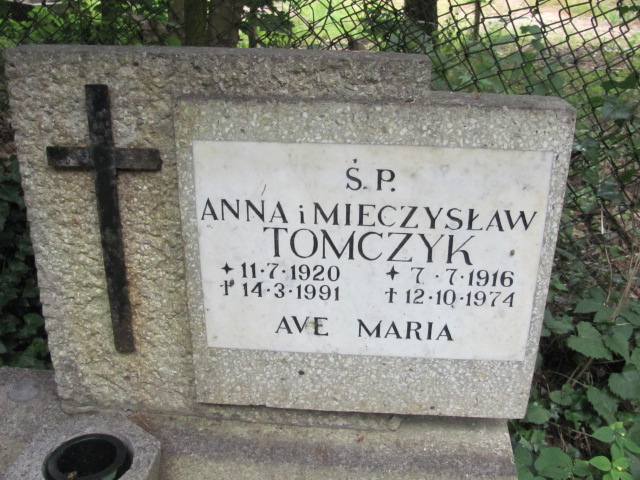 Ś.P.
ANNA i MIECZYSŁAW
TOMCZYK
✦ 11·7·1920 ✦ 7·7·1916
† 14·3·1991 † 12·10·1974
AVE MARIA